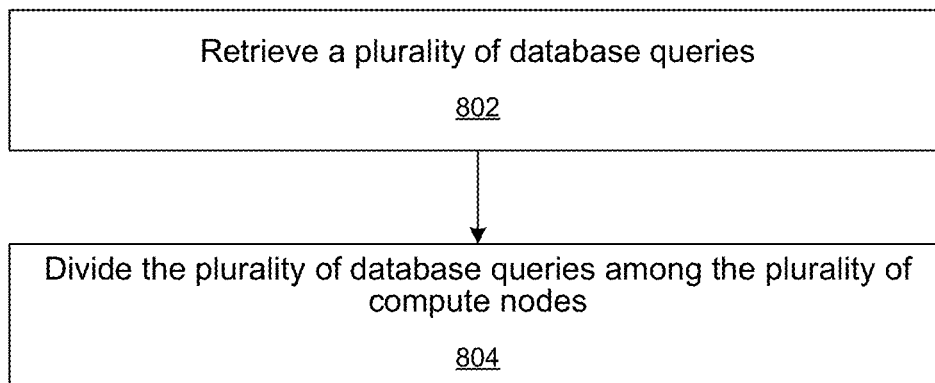 Retrieve a plurality of database queries
802
Divide the plurality of database queries among the plurality of
compute nodes
804